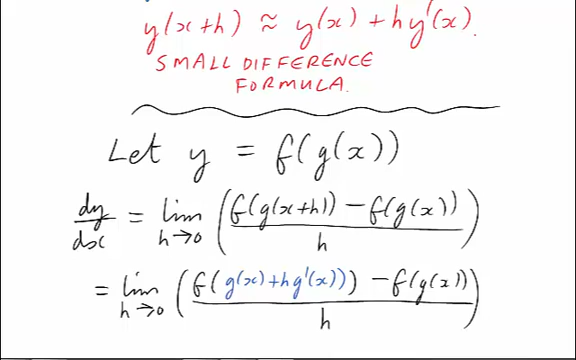 y(x+h) ≈ y(x) + hy'(x).
SMALL DIFFERENCE
FORMULA.
Let y = f(g(x))
dy/dx = lim h→0 (f(g(x+h)) - f(g(x)) / h)
= lim h→0 (f(g(x)+hg'(x))) - f(g(x)) / h)